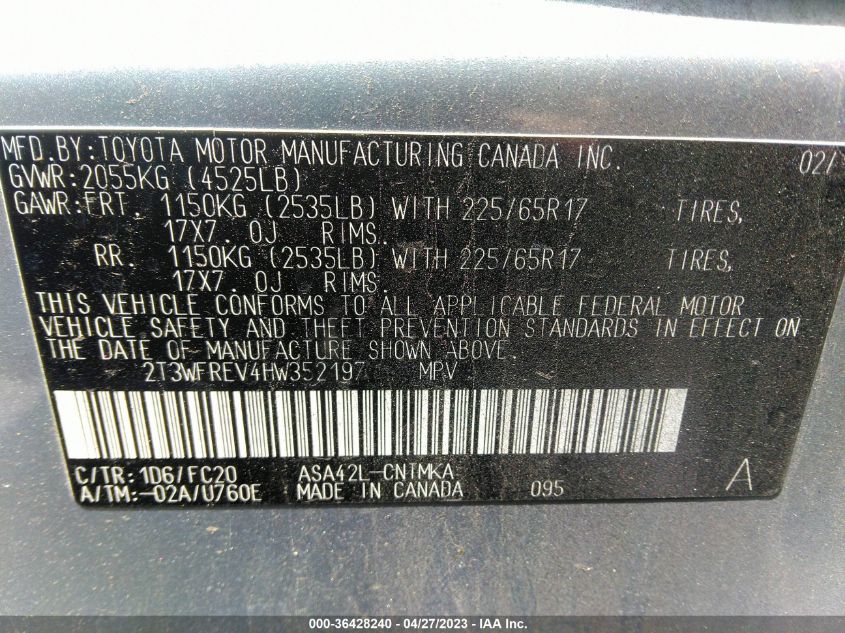 MFD.BY:TOYOTA MOTOR MANUFACTURING CANADA INC. 02/
GVWR:2055KG (4525LB)
GAWR:FRT. 1150KG (2535LB) WITH 225/65R17 TIRES,
17X7.0J RIMS.
RR. 1150KG (2535LB) WITH 225/65R17 TIRES,
17X7.0J RIMS.
THIS VEHICLE CONFORMS TO ALL APPLICABLE FEDERAL MOTOR
VEHICLE SAFETY AND THEFT PREVENTION STANDARDS IN EFFECT ON
THE DATE OF MANUFACTURE SHOWN ABOVE.
2T3WFREV4HW352197 MPV
C/TR:1D6/FC20 ASA42L-CNTMKA
A/TM:-02A/U760E MADE IN CANADA 095 A
000-36428240 - 04/27/2023 - IAA Inc.